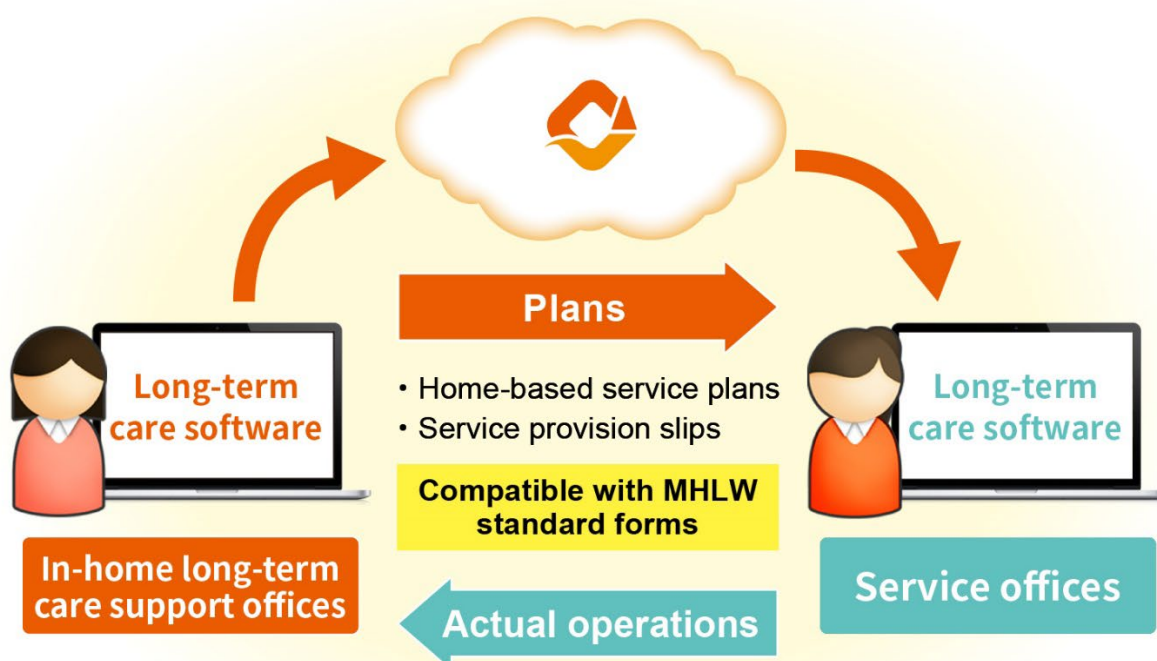 Plans
Long-term
care software
・Home-based service plans
・Service provision slips
Compatible with MHLW
standard forms
Long-term
care software
In-home long-term
care support offices
Service offices
Actual operations